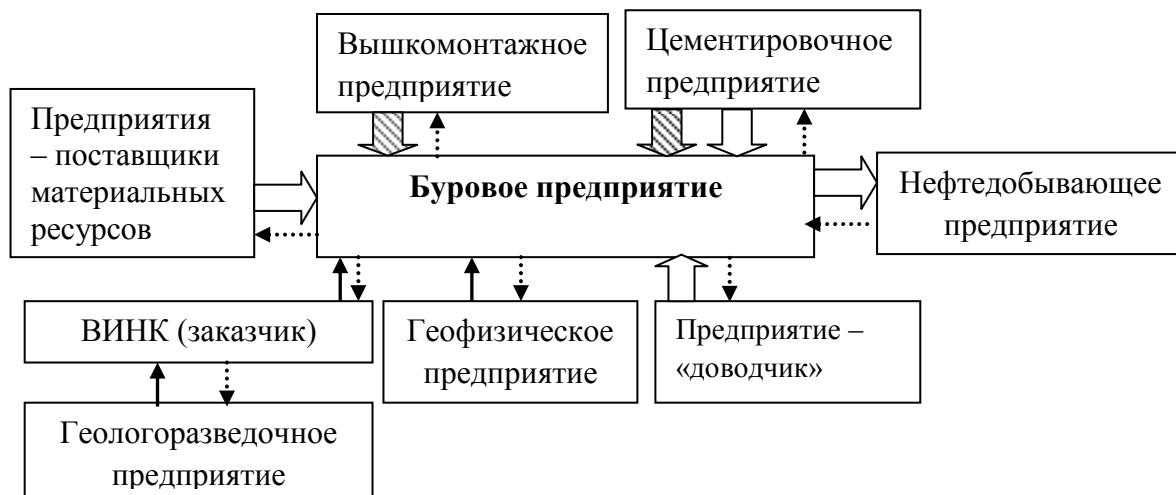 Вышкомонтажное
предприятие
Цементировочное
предприятие
Предприятия
– поставщики
материальных
ресурсов
Буровое предприятие
Нефтедобывающее
предприятие
ВИНК (заказчик)
Геофизическое
предприятие
Предприятие –
«доводчик»
Геологоразведочное
предприятие